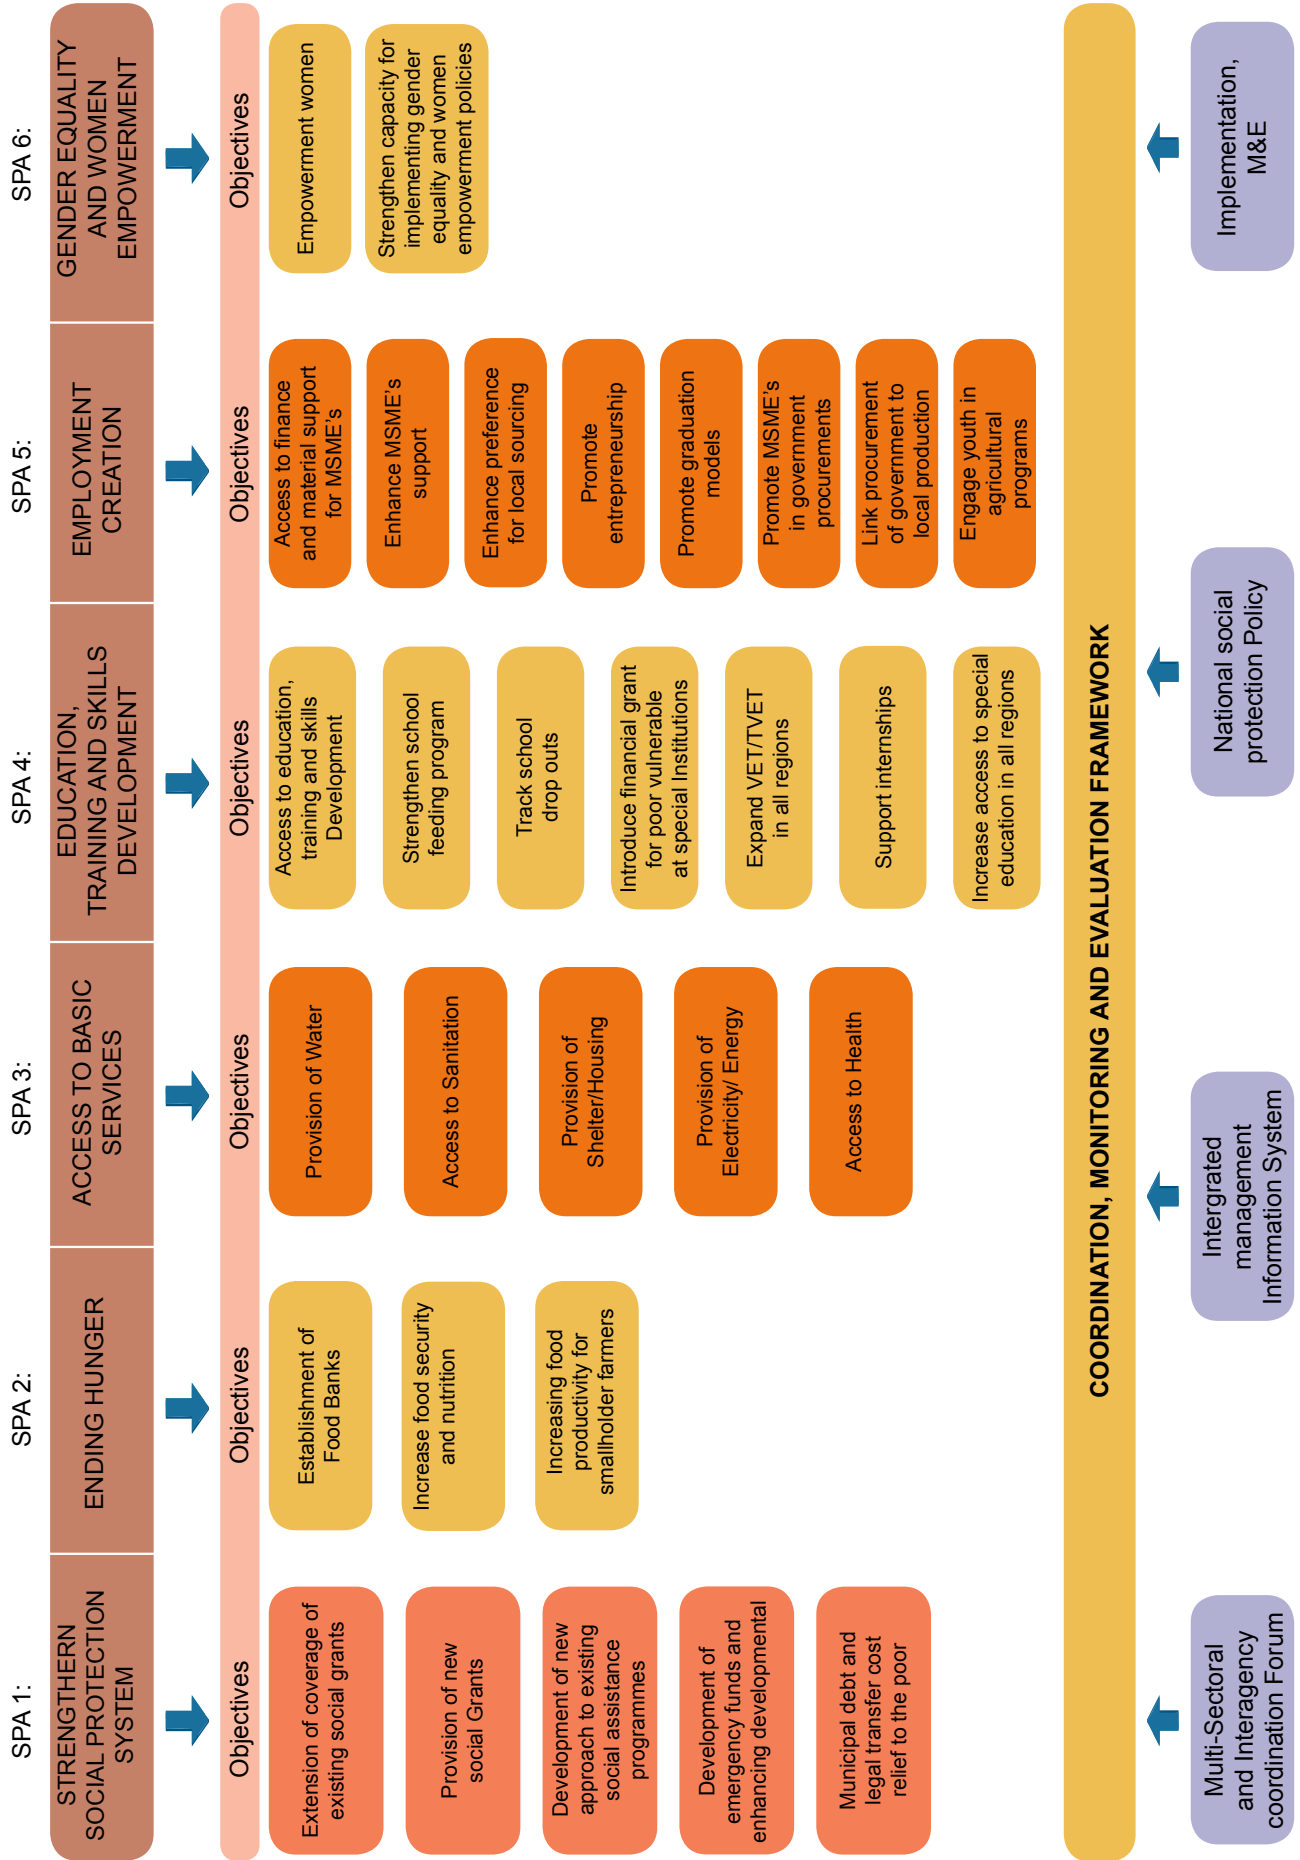 SPA 1:
STRENGTHERN
SOCIAL PROTECTION
SYSTEM
Objectives
Extension of coverage of
existing social grants
Provision of new
social Grants
Development of new
approach to existing
social assistance
programmes
Development of
emergency funds and
enhancing developmental
Municipal debt and
legal transfer cost
relief to the poor
SPA 2:
ENDING HUNGER
Objectives
Establishment of
Food Banks
Increase food security
and nutrition
Increasing food
productivity for
smallholder farmers
SPA 3:
ACCESS TO BASIC
SERVICES
Objectives
Provision of Water
Access to Sanitation
Provision of
Shelter/Housing
Provision of
Electricity/ Energy
Access to Health
SPA 4:
EDUCATION,
TRAINING AND SKILLS
DEVELOPMENT
Objectives
Access to education,
training and skills
Development
Strengthen school
feeding program
Track school
drop outs
Introduce financial grant
for poor vulnerable
at special Institutions
Expand VET/TVET
in all regions
Support internships
Increase access to special
education in all regions
SPA 5:
EMPLOYMENT
CREATION
Objectives
Access to finance
and material support
for MSME's
Enhance MSME's
support
Enhance preference
for local sourcing
Promote
entrepreneurship
Promote graduation
models
Promote MSME's
in government
procurements
Link procurement
of government to
local production
Engage youth in
agricultural
programs
SPA 6:
GENDER EQUALITY
AND WOMEN
EMPOWERMENT
Objectives
Empowerment women
Strengthen capacity for
implementing gender
equality and women
empowerment policies
COORDINATION, MONITORING AND EVALUATION FRAMEWORK
Multi-Sectoral
and Interagency
coordination Forum
Intergrated
management
Information System
National social
protection Policy
Implementation,
M&E